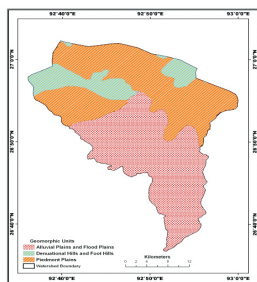 92°40'0"E 92°50'0"E 93°0'0"E
27°0'0"N 27°0'0"N
26°50'0"N 26°50'0"N
26°40'0"N 26°40'0"N
Geomorphic Units
Alluvial Plains and Flood Plains
Denuational Hills and Foot Hills
Piedmont Plains
Watershed Boundary
Kilometers
92°40'0"E 92°50'0"E 93°0'0"E